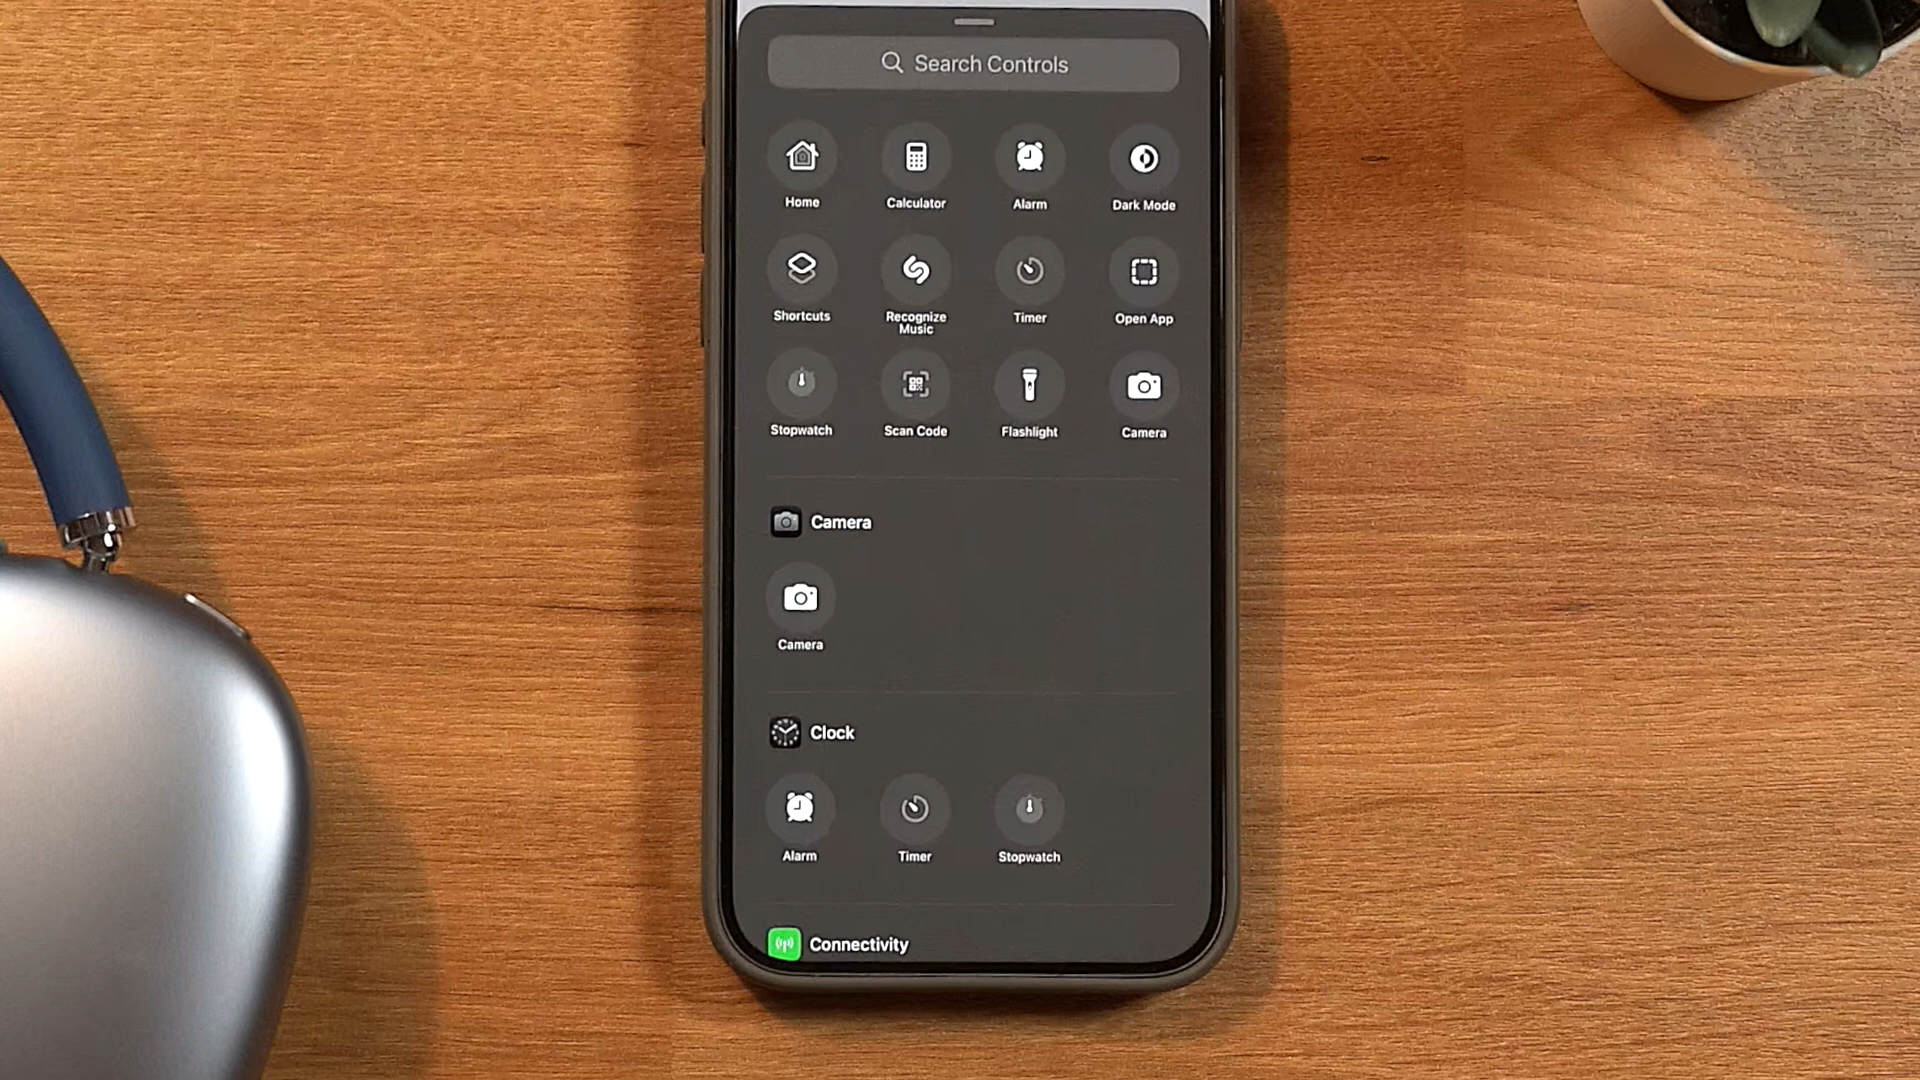 Search Controls
Home
Calculator
Alarm
Dark Mode
Shortcuts
Recognize
Music
Timer
Open App
Stopwatch
Scan Code
Flashlight
Camera
Camera
Camera
Clock
Alarm
Timer
Stopwatch
Connectivity